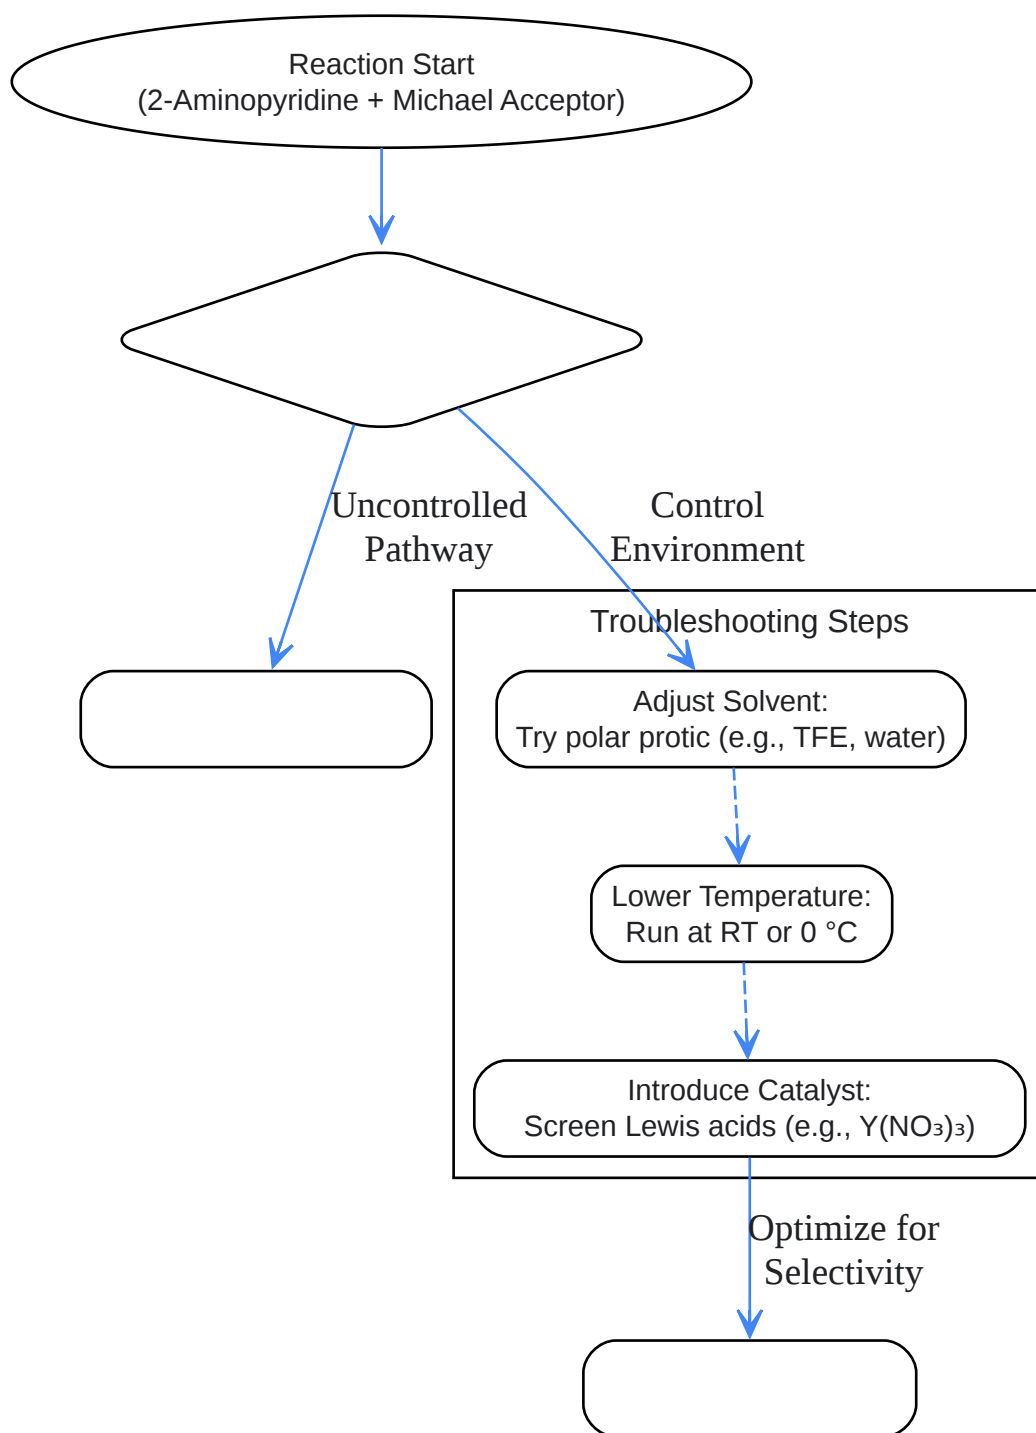 Reaction Start
(2-Aminopyridine + Michael Acceptor)
Uncontrolled
Pathway
Control
Environment
Troubleshooting Steps
Adjust Solvent:
Try polar protic (e.g., TFE, water)
Lower Temperature:
Run at RT or 0 °C
Introduce Catalyst:
Screen Lewis acids (e.g., Y(NO₃)₃)
Optimize for
Selectivity